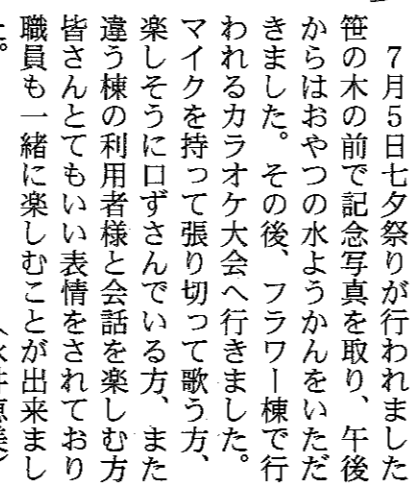 7月5日七夕祭りが行われました
笹の木の前で記念写真を取り、午後
からはおやつの水ようかんをいただ
きました。その後、フラワー棟で行
われるカラオケ大会へ行きました。
マイクを持って張り切って歌う方、
楽しそうに口ずさんでいる方、また
違う棟の利用者様と会話を楽しむ方
皆さんとてもいい表情をされており
職員も一緒に楽しむことが出来まし